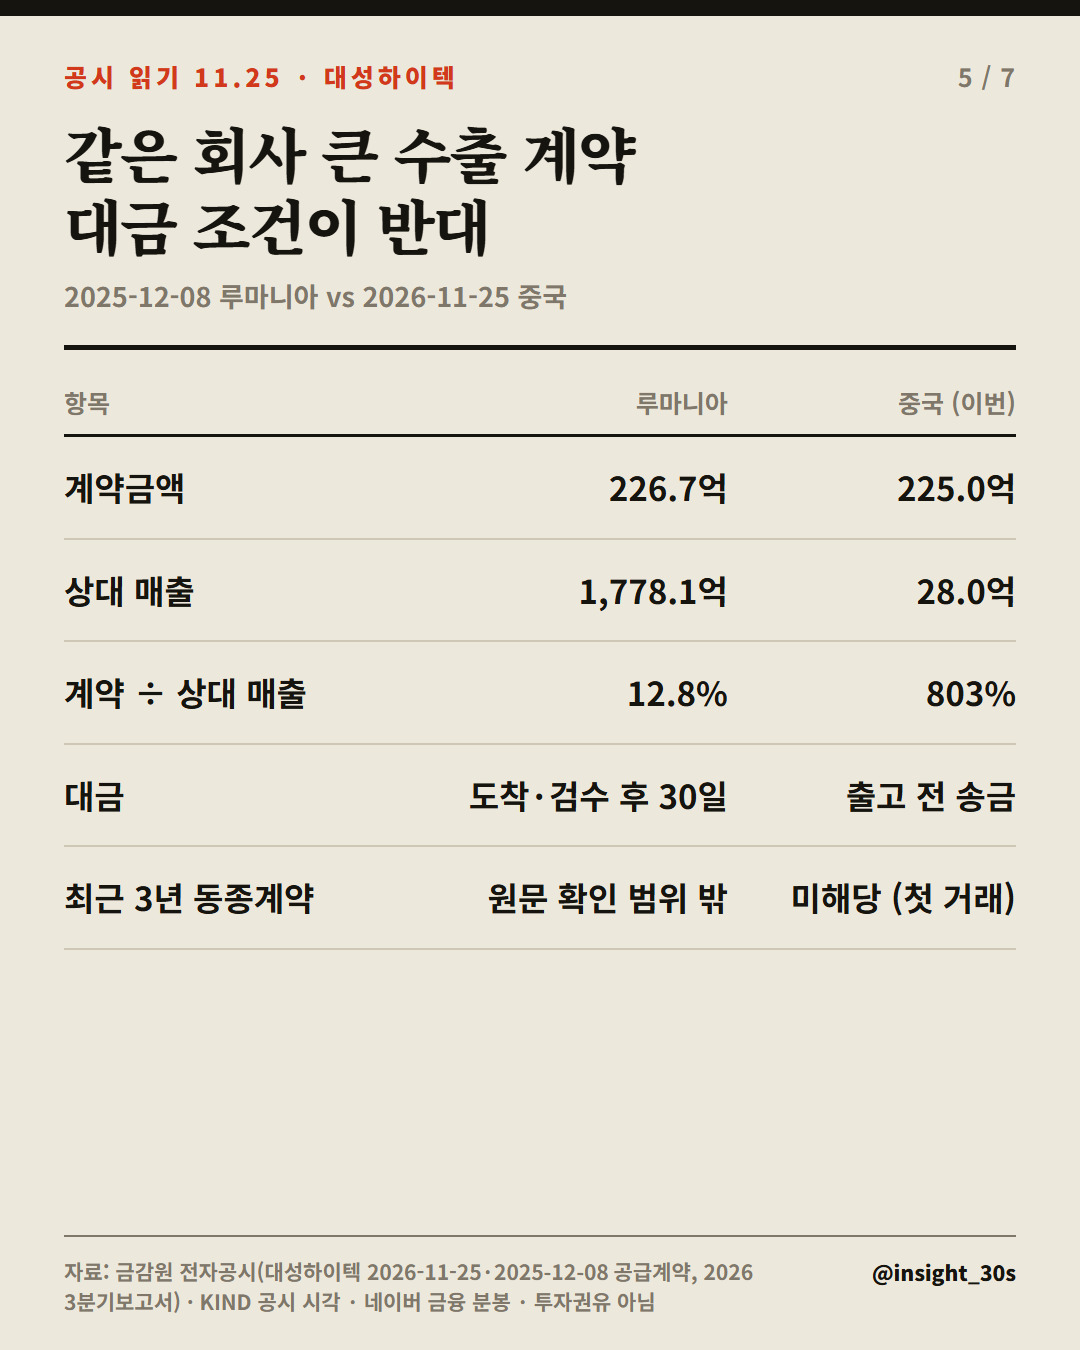 공시 읽기 11.25 · 대성하이텍
5 / 7
같은 회사 큰 수출 계약
대금 조건이 반대
2025-12-08 루마니아 vs 2026-11-25 중국
항목 루마니아 중국 (이번)
계약금액 226.7억 225.0억
상대 매출 1,778.1억 28.0억
계약 ÷ 상대 매출 12.8% 803%
대금 도착·검수 후 30일 출고 전 송금
최근 3년 동종계약 원문 확인 범위 밖 미해당 (첫 거래)
자료: 금감원 전자공시(대성하이텍 2026-11-25·2025-12-08 공급계약, 2026
3분기보고서) · KIND 공시 시각 · 네이버 금융 분봉 · 투자권유 아님
@insight_30s